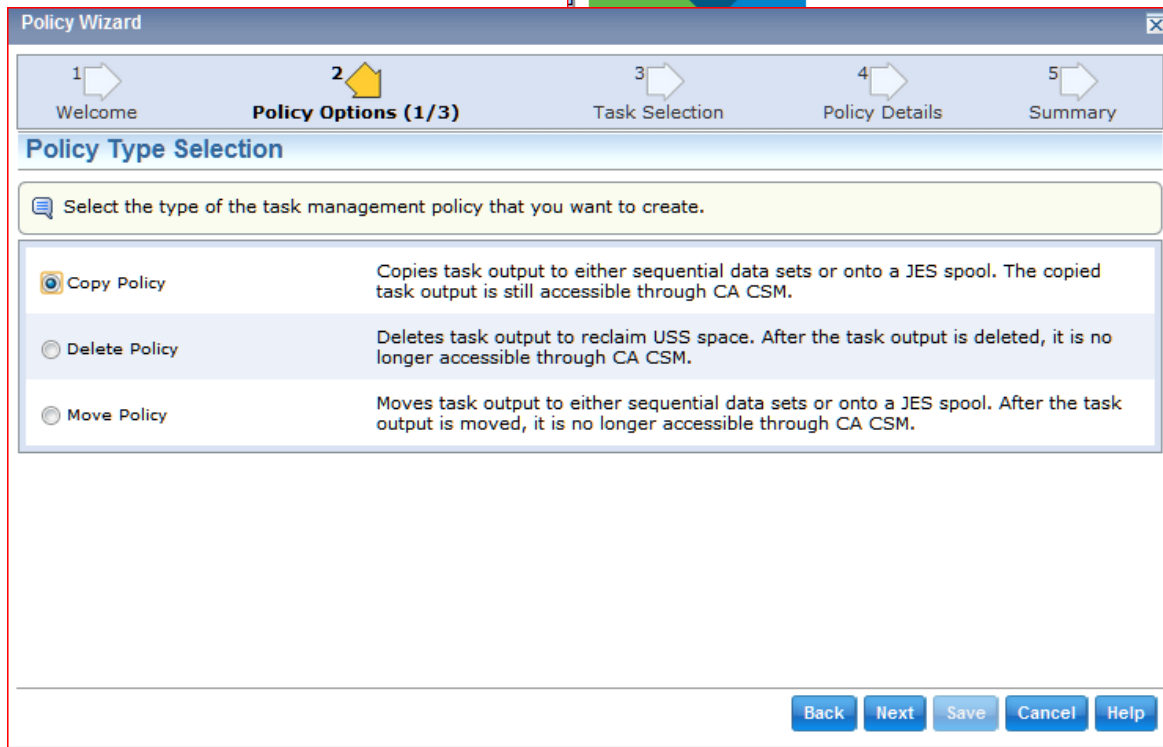 Policy Wizard
1
Welcome
2
Policy Options (1/3)
3
Task Selection
4
Policy Details
5
Summary
Policy Type Selection
Select the type of the task management policy that you want to create.
Copy Policy
Copies task output to either sequential data sets or onto a JES spool. The copied
task output is still accessible through CA CSM.
Delete Policy
Deletes task output to reclaim USS space. After the task output is deleted, it is no
longer accessible through CA CSM.
Move Policy
Moves task output to either sequential data sets or onto a JES spool. After the task
output is moved, it is no longer accessible through CA CSM.
Back Next Save Cancel Help